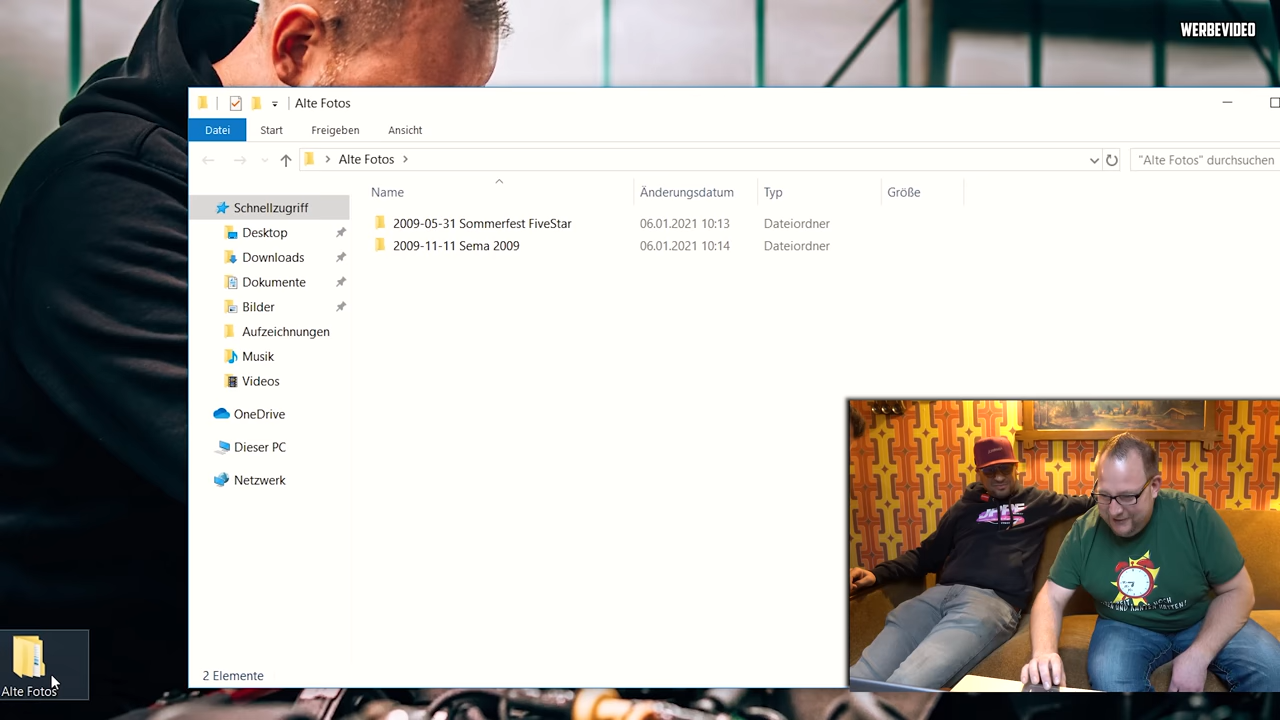 WERBEVIDEO
Alte Fotos
Datei Start Freigeben Ansicht
Alte Fotos
"Alte Fotos" durchsuchen
Name Änderungsdatum Typ Größe
2009-05-31 Sommerfest FiveStar 06.01.2021 10:13 Dateiordner
2009-11-11 Sema 2009 06.01.2021 10:14 Dateiordner
Schnellzugriff
Desktop
Downloads
Dokumente
Bilder
Aufzeichnungen
Musik
Videos
OneDrive
Dieser PC
Netzwerk
2 Elemente
Alte Fotos